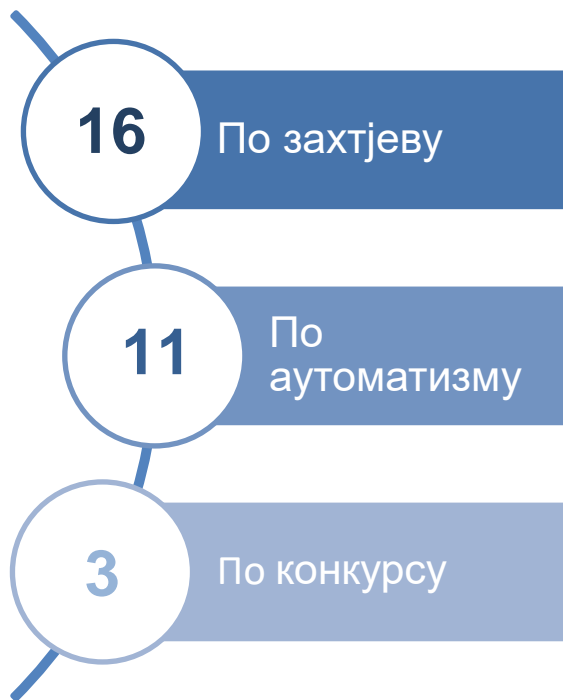 16
По захтјеву
11
По
аутоматизму
3
По конкурсу